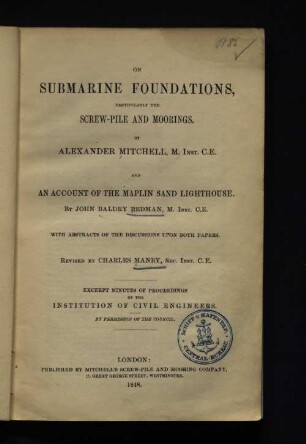 ON
SUBMARINE FOUNDATIONS,
PARTICULARLY THE
SCREW-PILE AND MOORINGS.
BY
ALEXANDER MITCHELL, M. INST. C.E.
AND
AN ACCOUNT OF THE MAPLIN SAND LIGHTHOUSE.
BY JOHN BALDRY REDMAN, M. INST. C.E.
WITH ABSTRACTS OF THE DISCUSSIONS UPON BOTH PAPERS.
REVISED BY CHARLES MANBY, SEC. INST. C.E.
EXCERPT MINUTES OF PROCEEDINGS
OF THE
INSTITUTION OF CIVIL ENGINEERS.
BY PERMISSION OF THE COUNCIL.
LONDON:
PUBLISHED BY MITCHELL'S SCREW-PILE AND MOORING COMPANY,
GREAT GEORGE STREET, WESTMINSTER.
1848.